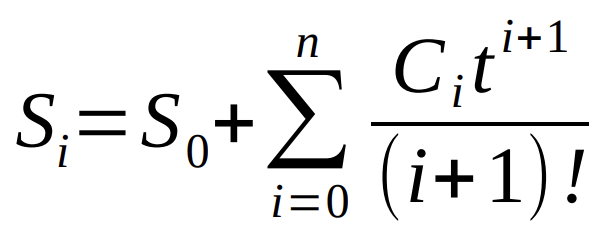 S_i = S_0 + \sum_{i=0}^{n} \frac{C_i t^{i+1}}{(i+1)!}